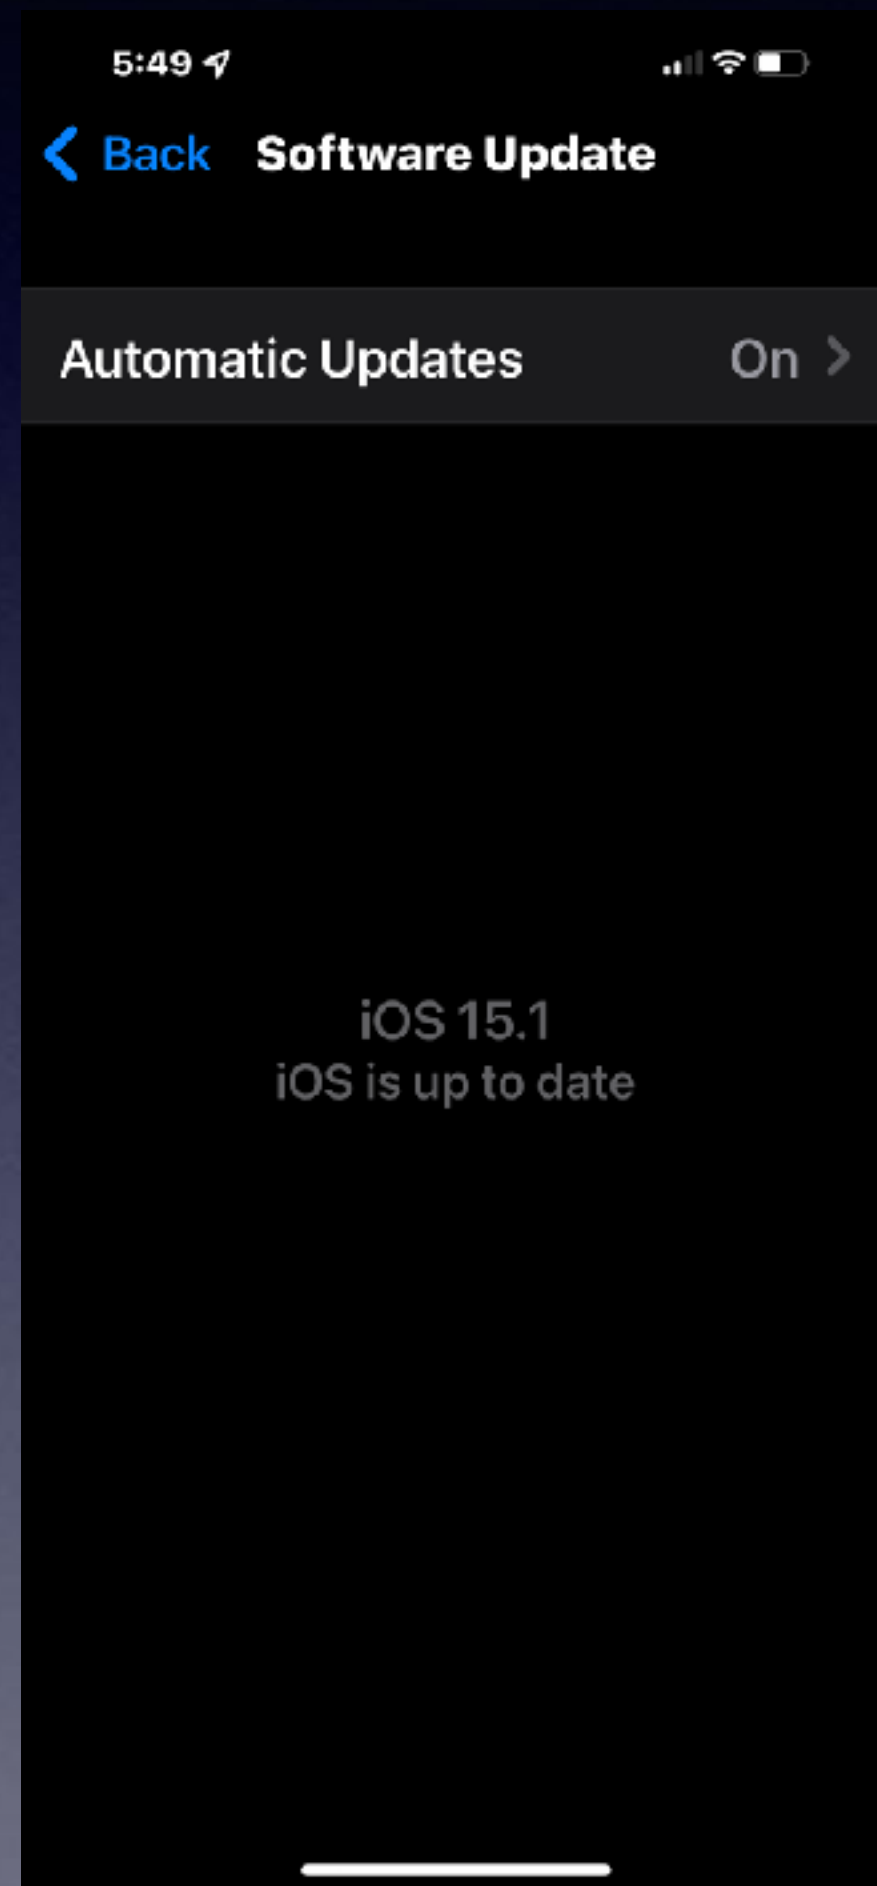 5:49
Back Software Update
Automatic Updates On
iOS 15.1
iOS is up to date